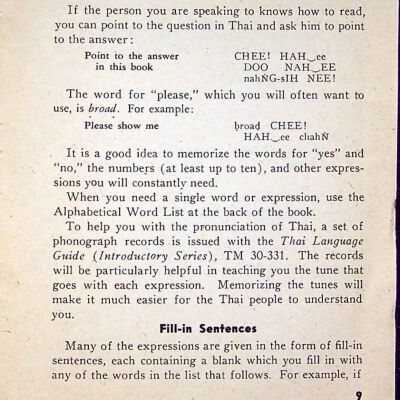 If the person you are speaking to knows how to read,
you can point to the question in Thai and ask him to point
to the answer:
Point to the answer CHEE! HAH‿ee
in this book DOO NAH‿EE
nahN̈G-sIH NEE!
The word for "please," which you will often want to
use, is broad. For example:
Please show me ḅroaḍ CHEE!
HAH‿ee chahN̈
It is a good idea to memorize the words for "yes" and
"no," the numbers (at least up to ten), and other expres-
sions you will constantly need.
When you need a single word or expression, use the
Alphabetical Word List at the back of the book.
To help you with the pronunciation of Thai, a set of
phonograph records is issued with the Thai Language
Guide (Introductory Series), TM 30-331. The records
will be particularly helpful in teaching you the tune that
goes with each expression. Memorizing the tunes will
make it much easier for the Thai people to understand
you.
Fill-in Sentences
Many of the expressions are given in the form of fill-in
sentences, each containing a blank which you fill in with
any of the words in the list that follows. For example, if
9